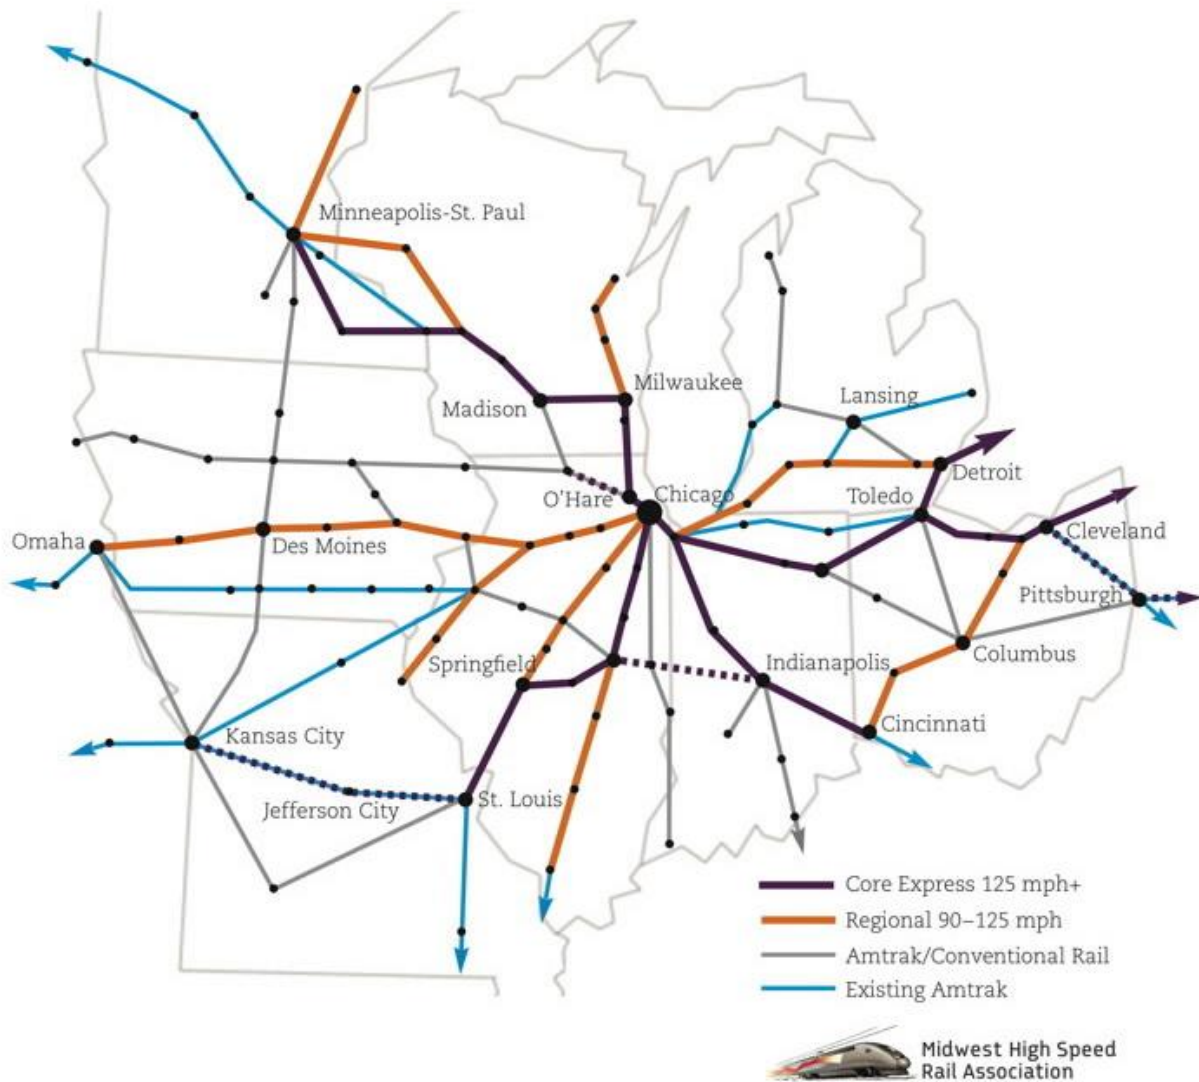 Minneapolis-St. Paul
Milwaukee
Madison
Lansing
O'Hare
Chicago
Detroit
Toledo
Omaha
Des Moines
Cleveland
Pittsburgh
Springfield
Indianapolis
Columbus
Kansas City
Cincinnati
Jefferson City
St. Louis
Core Express 125 mph+
Regional 90–125 mph
Amtrak/Conventional Rail
Existing Amtrak
Midwest High Speed
Rail Association